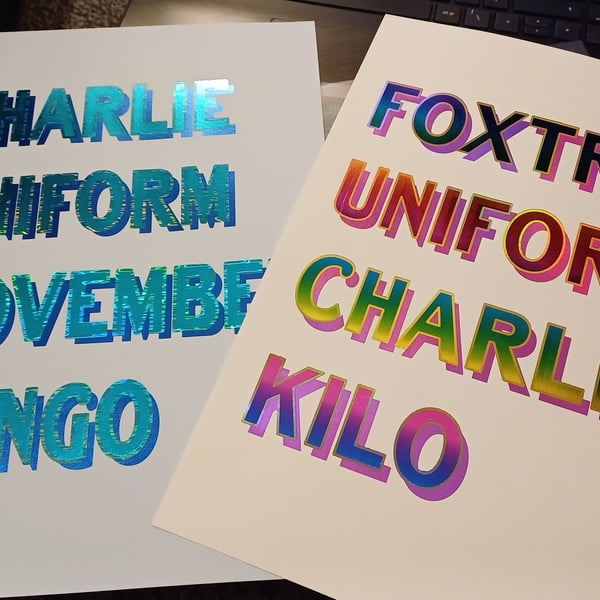 HARLIE
NIFORM
OVEMBE
NGO
FOXTR
UNIFOR
CHARLI
KILO